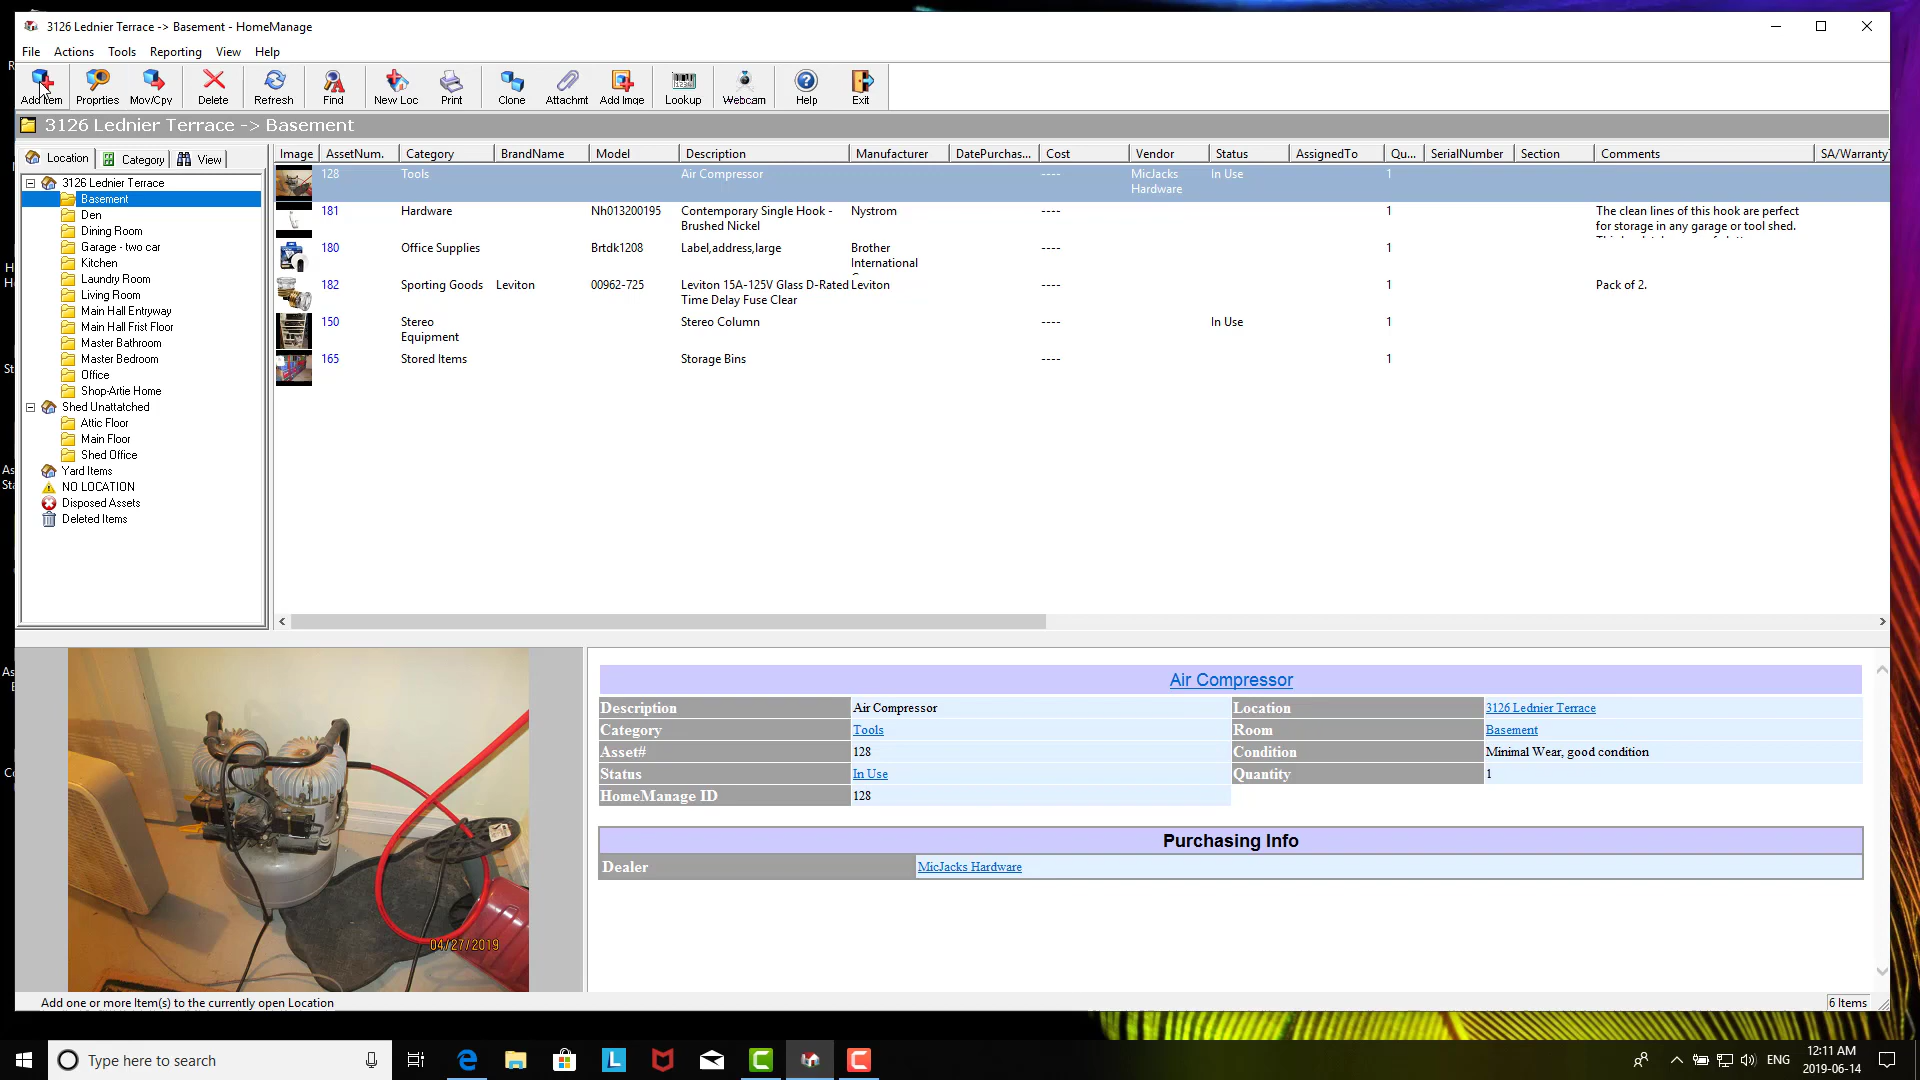 3126 Lednier Terrace -> Basement - HomeManage
File Actions Tools Reporting View Help
Add Item Proprties Mov/Cpy Delete Refresh Find New Loc Print Clone Attachmt Add Imge Lookup Webcam Help Exit
3126 Lednier Terrace -> Basement
Location Category View
Image AssetNum. Category BrandName Model Description Manufacturer DatePurchas... Cost Vendor Status AssignedTo Qu... SerialNumber Section Comments SA/Warranty
128 Tools Air Compressor ---- MicJacks In Use 1
Hardware
181 Hardware Nh013200195 Contemporary Single Hook - Nystrom ---- 1 The clean lines of this hook are perfect
Brushed Nickel for storage in any garage or tool shed.
180 Office Supplies Brtdk1208 Label,address,large Brother ---- 1
International
182 Sporting Goods Leviton 00962-725 Leviton 15A-125V Glass D-Rated Leviton ---- 1 Pack of 2.
Time Delay Fuse Clear
150 Stereo Stereo Column ---- In Use 1
Equipment
165 Stored Items Storage Bins ---- 1
3126 Lednier Terrace
Basement
Den
Dining Room
Garage - two car
Kitchen
Laundry Room
Living Room
Main Hall Entryway
Main Hall Frist Floor
Master Bathroom
Master Bedroom
Office
Shop-Artie Home
Shed Unattatched
Attic Floor
Main Floor
Shed Office
Yard Items
NO LOCATION
Disposed Assets
Deleted Items
04/27/2019
Air Compressor
Description Air Compressor Location 3126 Lednier Terrace
Category Tools Room Basement
Asset# 128 Condition Minimal Wear, good condition
Status In Use Quantity 1
HomeManage ID 128
Purchasing Info
Dealer MicJacks Hardware
Add one or more Item(s) to the currently open Location
6 Items
Type here to search
ENG
12:11 AM
2019-06-14